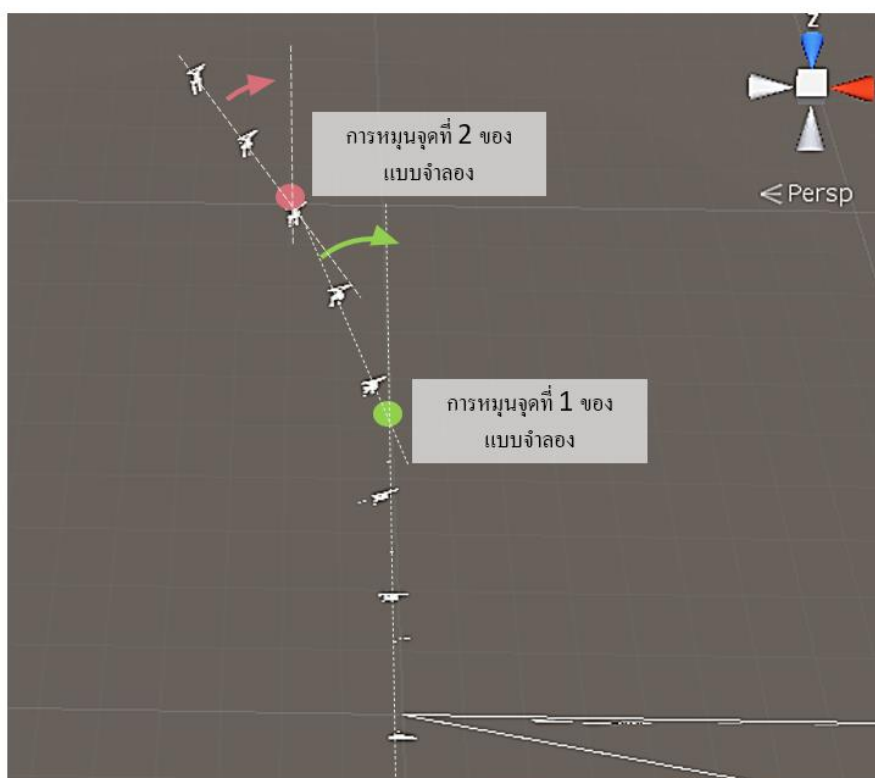 z
การหมุนจุดที่ 2 ของ
แบบจำลอง
Persp
การหมุนจุดที่ 1 ของ
แบบจำลอง